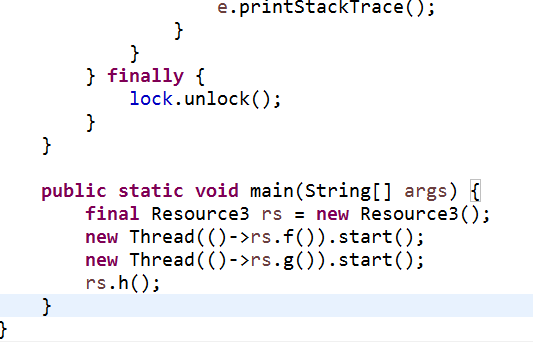 e.printStackTrace();
}
}
} finally {
lock.unlock();
}
}
public static void main(String[] args) {
final Resource3 rs = new Resource3();
new Thread(()->rs.f()).start();
new Thread(()->rs.g()).start();
rs.h();
}
}